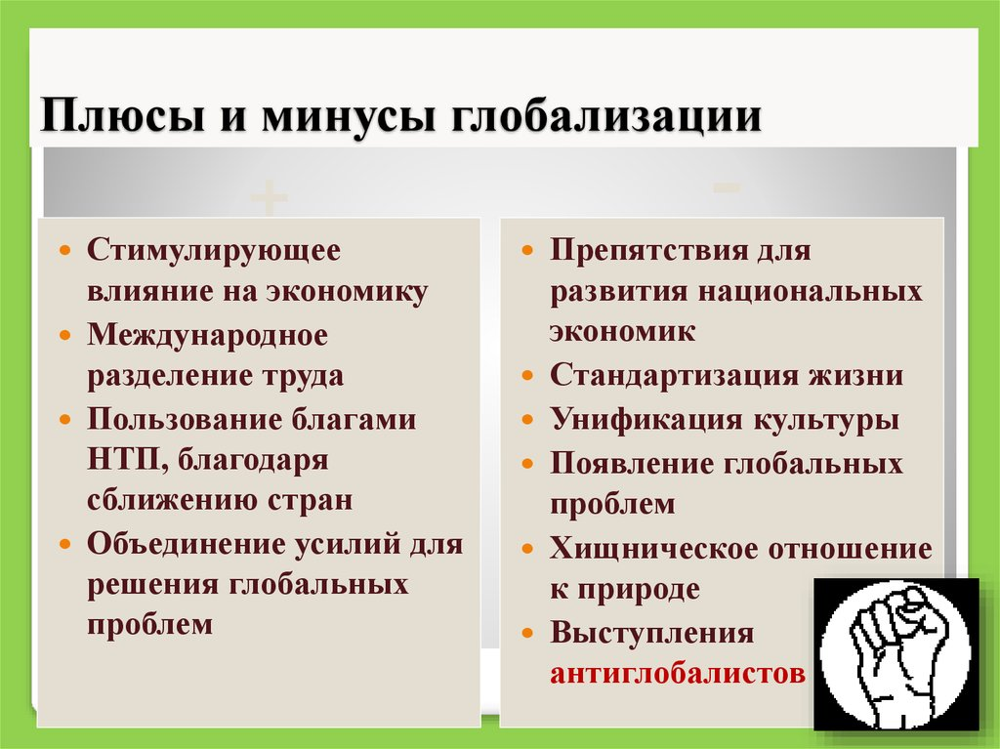 Плюсы и минусы глобализации
+
• Стимулирующее
влияние на экономику
• Международное
разделение труда
• Пользование благами
НТП, благодаря
сближению стран
• Объединение усилий для
решения глобальных
проблем
-
• Препятствия для
развития национальных
экономик
• Стандартизация жизни
• Унификация культуры
• Появление глобальных
проблем
• Хищническое отношение
к природе
• Выступления
антиглобалистов